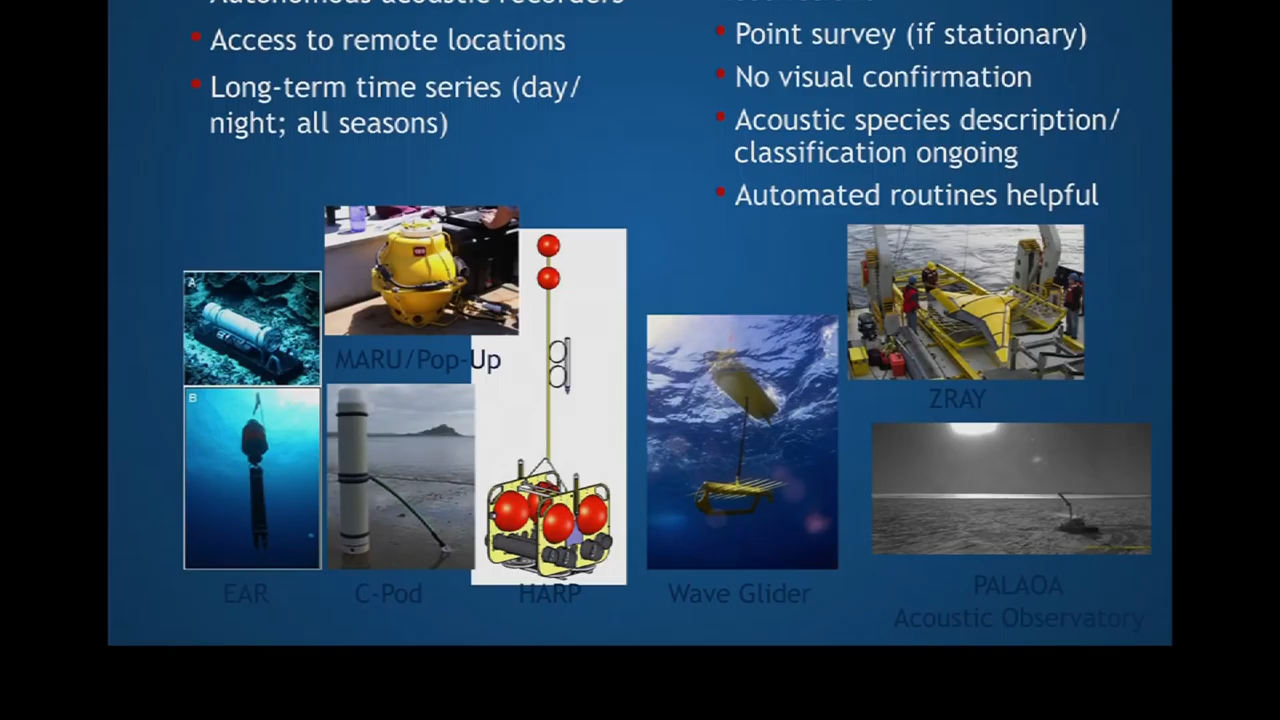 Autonomous acoustic recorders
Access to remote locations
Long-term time series (day/
night; all seasons)
Point survey (if stationary)
No visual confirmation
Acoustic species description/
classification ongoing
Automated routines helpful
A
B
MARU/Pop-Up
ZRAY
EAR
C-Pod
HARP
Wave Glider
PALAOA
Acoustic Observatory